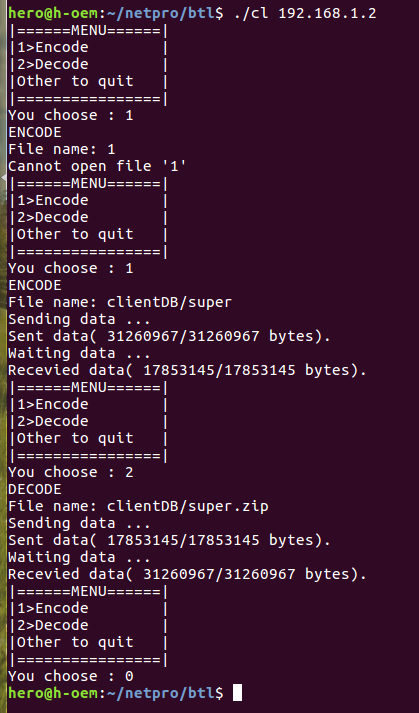 hero@h-oem:~/netpro/btl$ ./cl 192.168.1.2
|======MENU======|
|1>Encode        |
|2>Decode        |
|Other to quit   |
|================|
You choose : 1
ENCODE
File name: 1
Cannot open file '1'
|======MENU======|
|1>Encode        |
|2>Decode        |
|Other to quit   |
|================|
You choose : 1
ENCODE
File name: clientDB/super
Sending data ...
Sent data( 31260967/31260967 bytes).
Waiting data ...
Recevied data( 17853145/17853145 bytes).
|======MENU======|
|1>Encode        |
|2>Decode        |
|Other to quit   |
|================|
You choose : 2
DECODE
File name: clientDB/super.zip
Sending data ...
Sent data( 17853145/17853145 bytes).
Waiting data ...
Recevied data( 31260967/31260967 bytes).
|======MENU======|
|1>Encode        |
|2>Decode        |
|Other to quit   |
|================|
You choose : 0
hero@h-oem:~/netpro/btl$